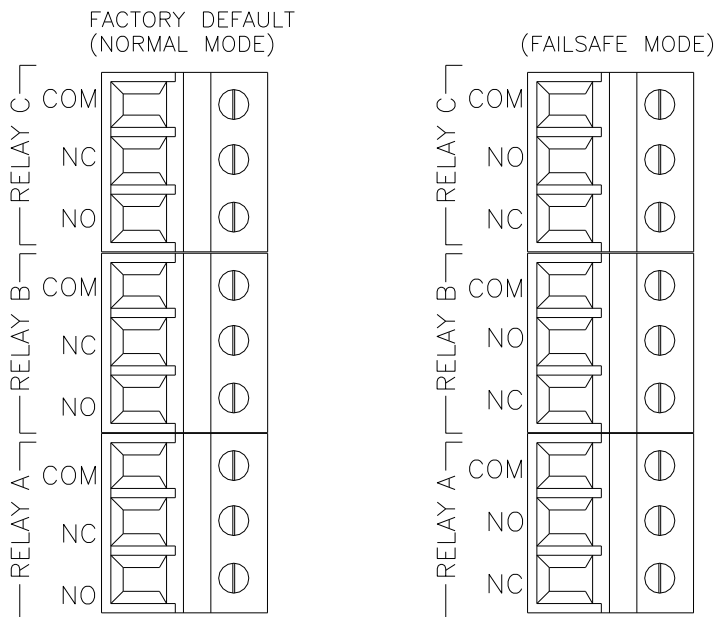 FACTORY DEFAULT
(NORMAL MODE)
RELAY C
COM
NC
NO
RELAY B
COM
NC
NO
RELAY A
COM
NC
NO
(FAILSAFE MODE)
RELAY C
COM
NO
NC
RELAY B
COM
NO
NC
RELAY A
COM
NO
NC